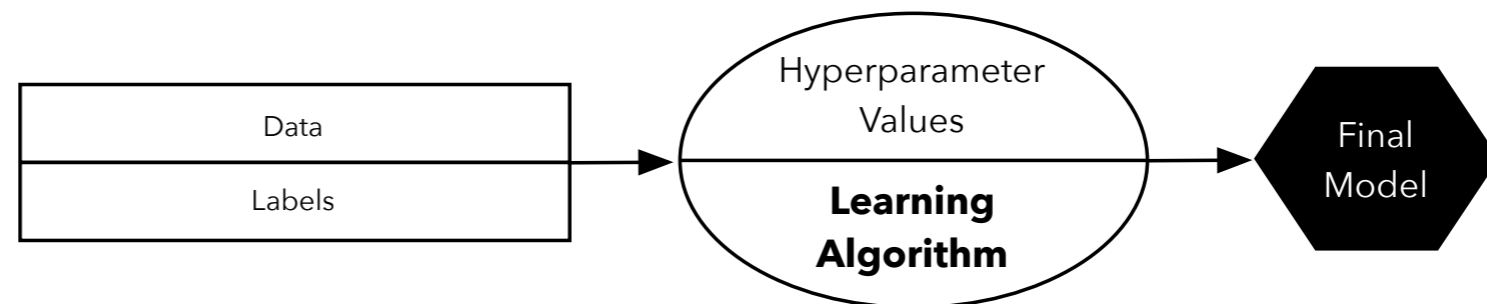 Data
Labels
Hyperparameter
Values
Learning
Algorithm
Final
Model